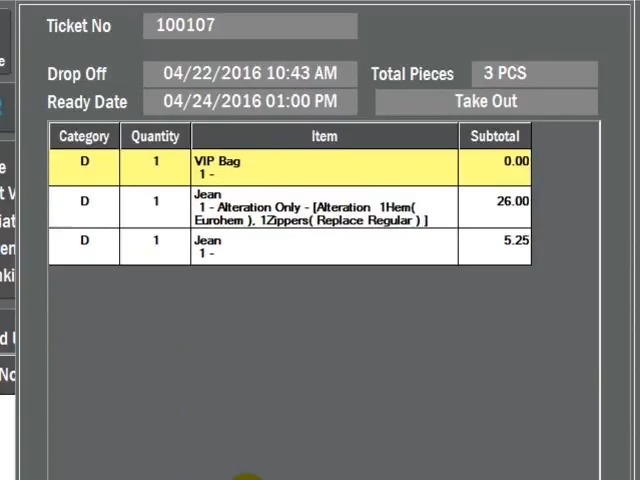 Ticket No 100107
Drop Off 04/22/2016 10:43 AM Total Pieces 3 PCS
Ready Date 04/24/2016 01:00 PM Take Out
Category Quantity Item Subtotal
D 1 VIP Bag 0.00
1 -
D 1 Jean 26.00
1 - Alteration Only - [Alteration 1Hem(
Eurohem ), 1Zippers( Replace Regular ) ]
D 1 Jean 5.25
1 -